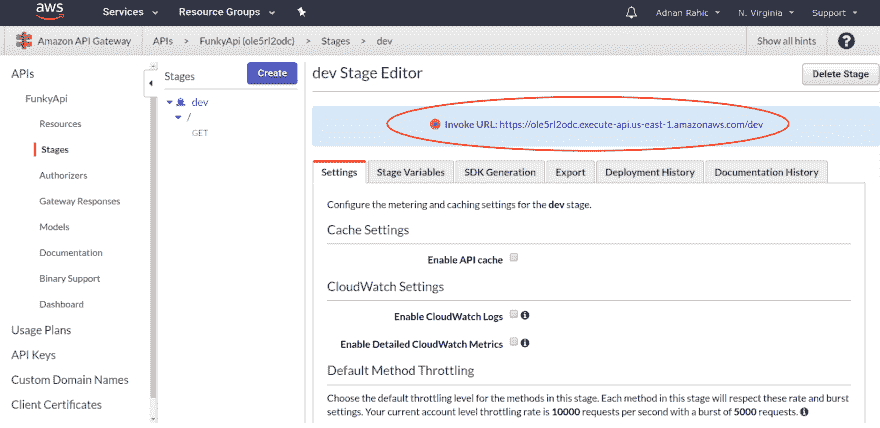 aws Services Resource Groups Adnan Rahic N. Virginia Support
Amazon API Gateway APIs > FunkyApi (ole5rl2odc) > Stages > dev Show all hints ?
APIs
FunkyApi
Resources
Stages
Authorizers
Gateway Responses
Models
Documentation
Binary Support
Dashboard
Usage Plans
API Keys
Custom Domain Names
Client Certificates
Stages Create
dev
/
GET
dev Stage Editor Delete Stage
Invoke URL: https://ole5rl2odc.execute-api.us-east-1.amazonaws.com/dev
Settings Stage Variables SDK Generation Export Deployment History Documentation History
Configure the metering and caching settings for the dev stage.
Cache Settings
Enable API cache
CloudWatch Settings
Enable CloudWatch Logs
Enable Detailed CloudWatch Metrics
Default Method Throttling
Choose the default throttling level for the methods in this stage. Each method in this stage will respect these rate and burst
settings. Your current account level throttling rate is 10000 requests per second with a burst of 5000 requests.